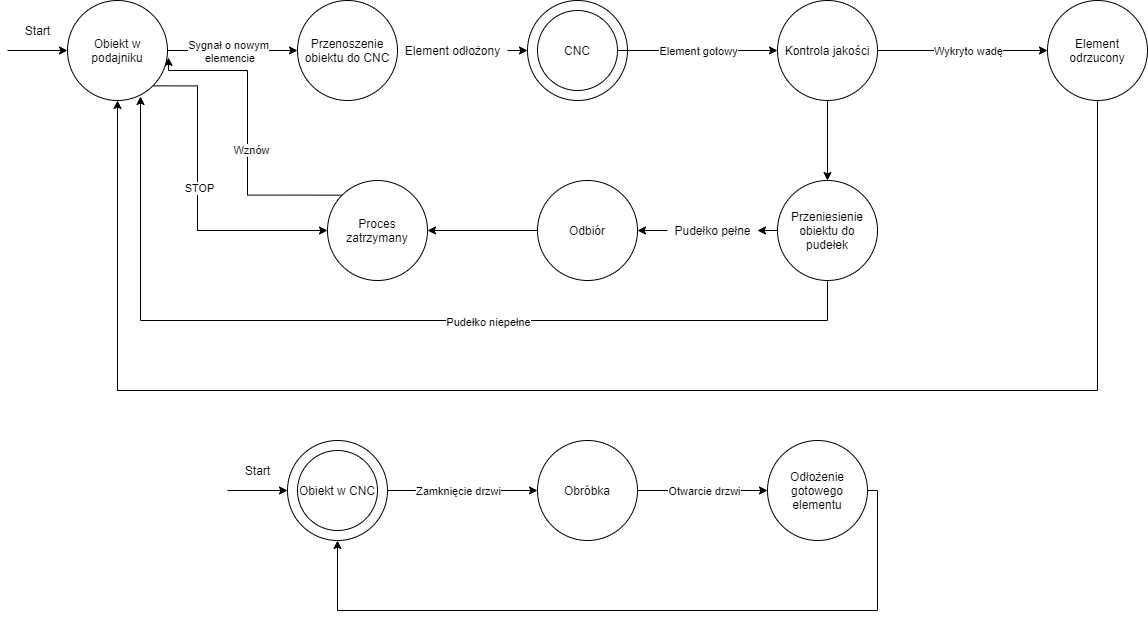 Start
Obiekt w
podajniku
Sygnał o nowym
elemencie
Przenoszenie
obiektu do CNC
Element odłożony
CNC
Element gotowy
Kontrola jakości
Wykryto wadę
Element
odrzucony
Wznów
STOP
Proces
zatrzymany
Odbiór
Pudełko pełne
Przeniesienie
obiektu do
pudełek
Pudełko niepełne
Start
Obiekt w CNC
Zamknięcie drzwi
Obróbka
Otwarcie drzwi
Odłożenie
gotowego
elementu